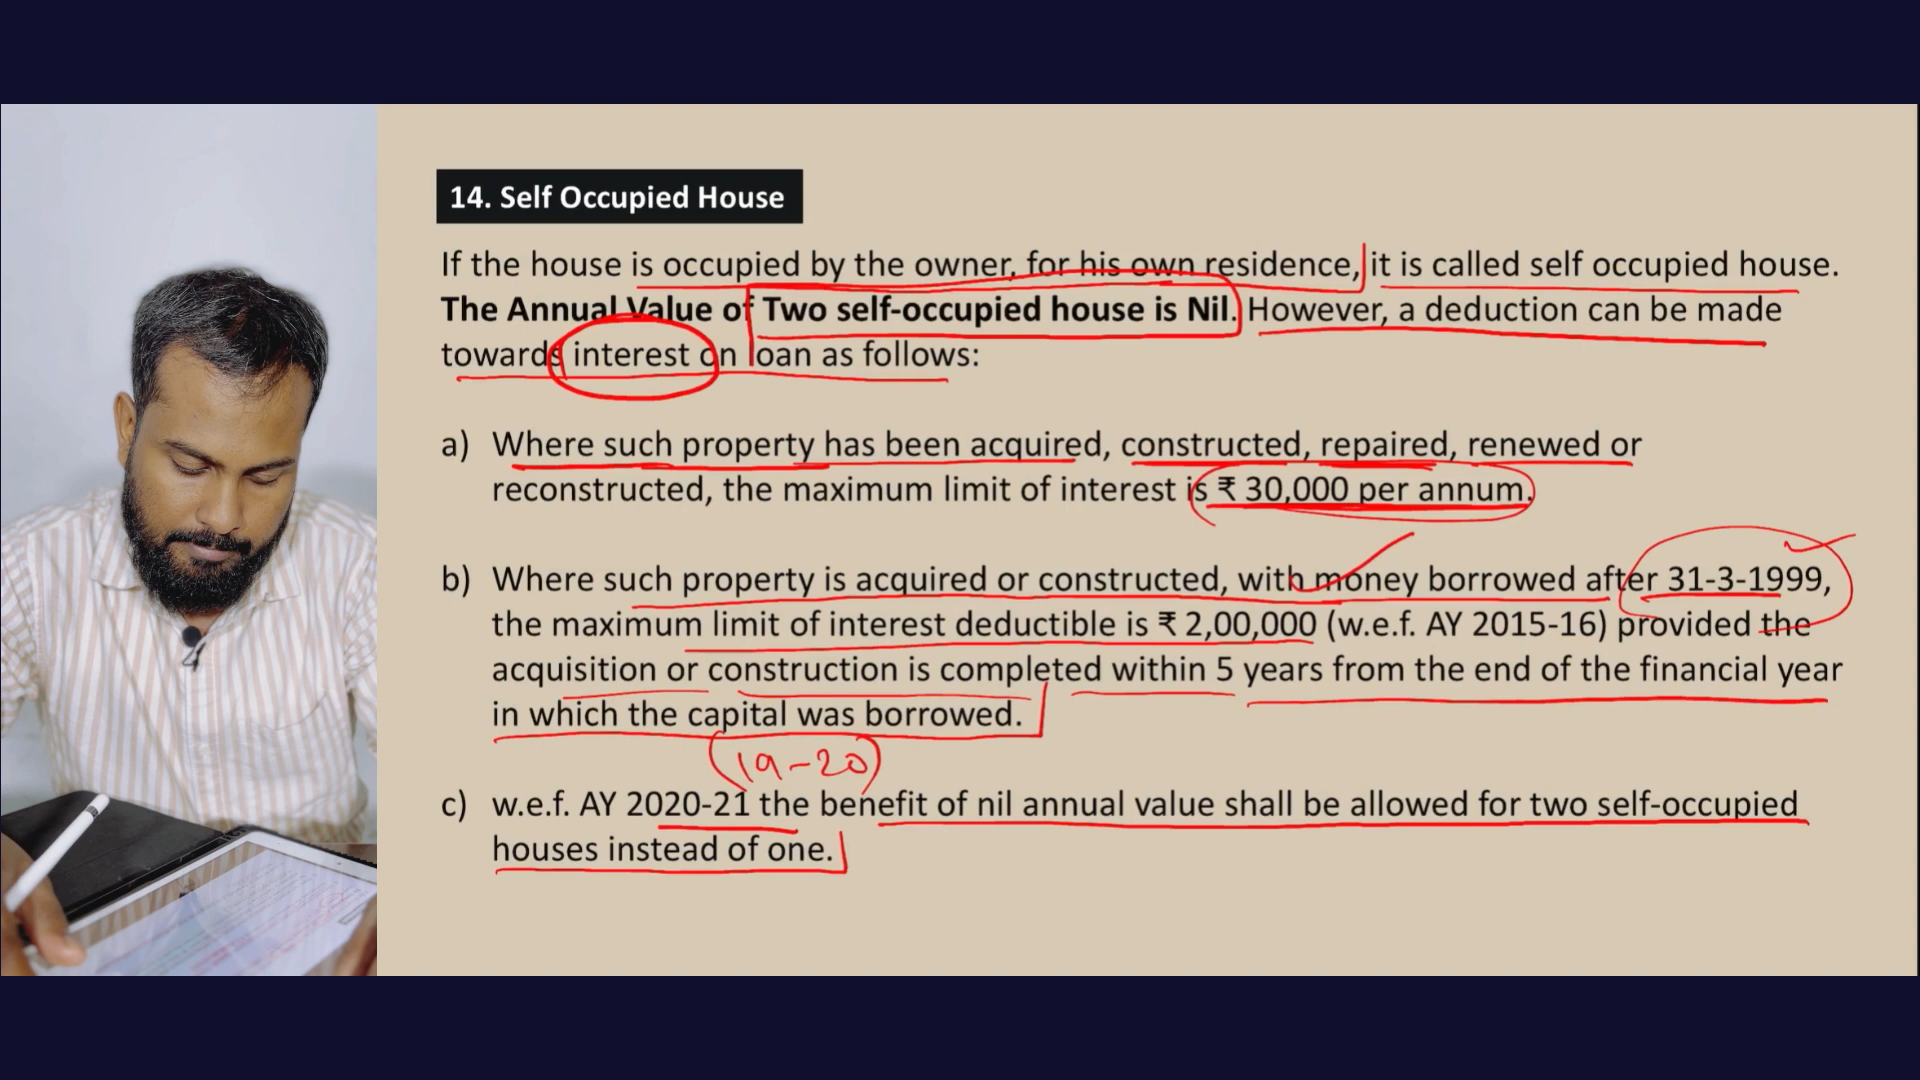 14. Self Occupied House
If the house is occupied by the owner, for his own residence, it is called self occupied house.
The Annual Value of Two self-occupied house is Nil. However, a deduction can be made
towards interest on loan as follows:
a) Where such property has been acquired, constructed, repaired, renewed or
reconstructed, the maximum limit of interest is ₹ 30,000 per annum.
b) Where such property is acquired or constructed, with money borrowed after 31-3-1999,
the maximum limit of interest deductible is ₹ 2,00,000 (w.e.f. AY 2015-16) provided the
acquisition or construction is completed within 5 years from the end of the financial year
in which the capital was borrowed.
(19-20)
c) w.e.f. AY 2020-21 the benefit of nil annual value shall be allowed for two self-occupied
houses instead of one.